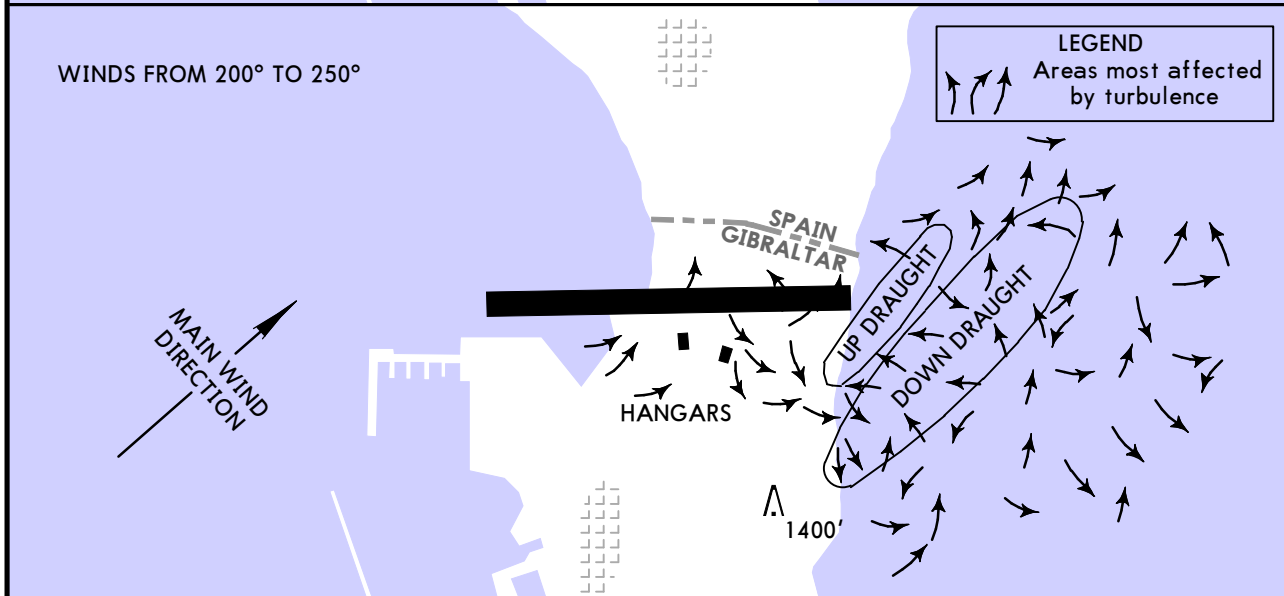 WINDS FROM 200° TO 250°
LEGEND
Areas most affected
by turbulence
SPAIN
GIBRALTAR
MAIN WIND
DIRECTION
UP DRAUGHT
DOWN DRAUGHT
HANGARS
1400'